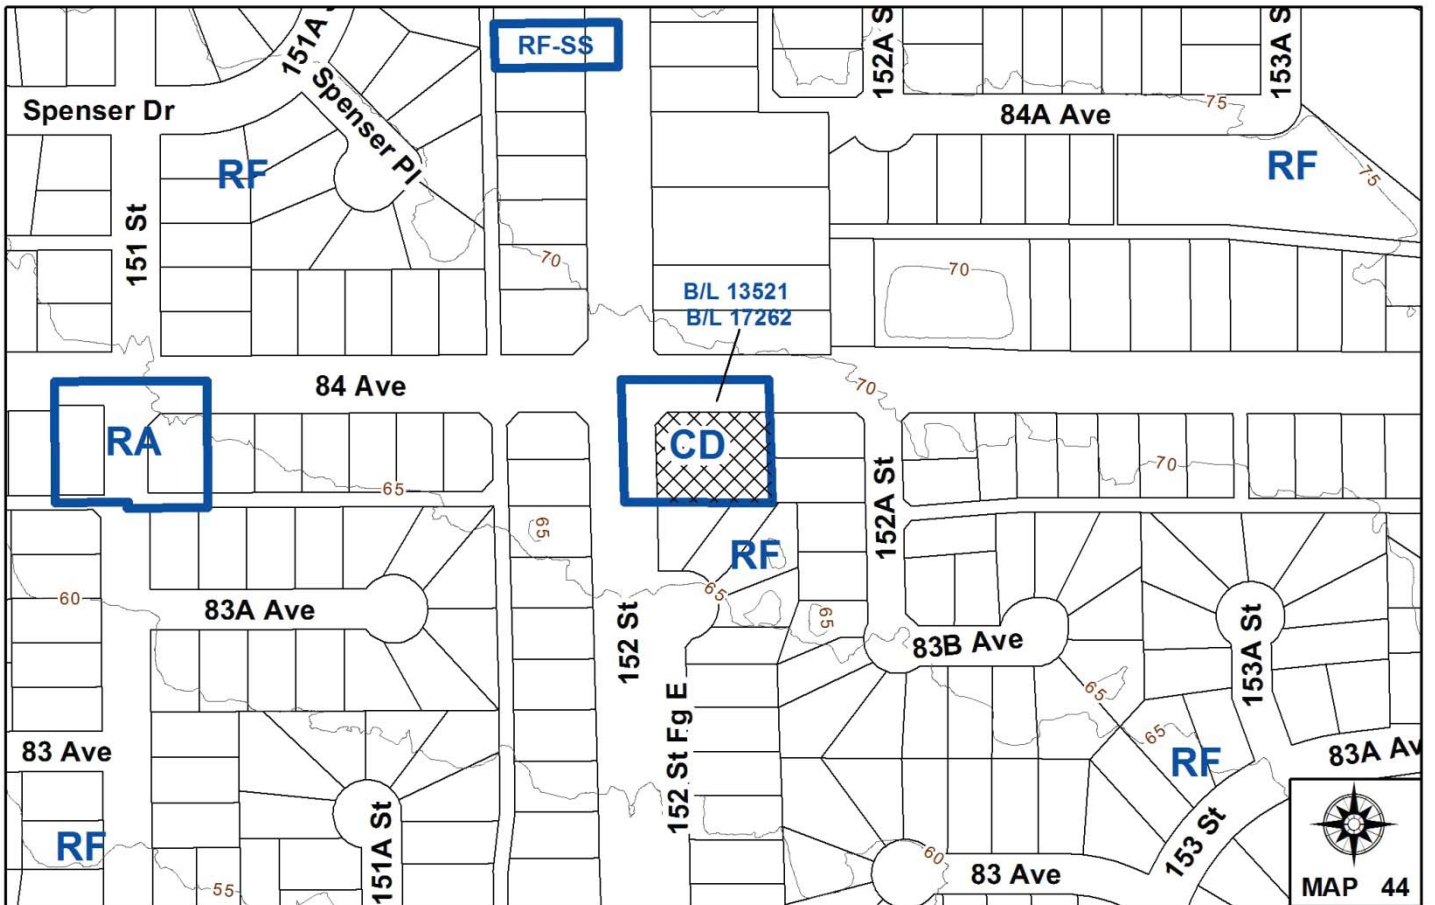 151A S
RF-SS
152A S
153A S
Spenser Dr
Spenser Pl
84A Ave
75
RF
RF
75
151 St
70
70
B/L 13521
B/L 17262
84 Ave
70
RA
CD
70
65
152A St
65
RF
65
60
83A Ave
65
152 St
83B Ave
153A St
65
152 St Fg E
65
83 Ave
RF
83A Av
RF
151A St
153 St
60
83 Ave
55
MAP 44